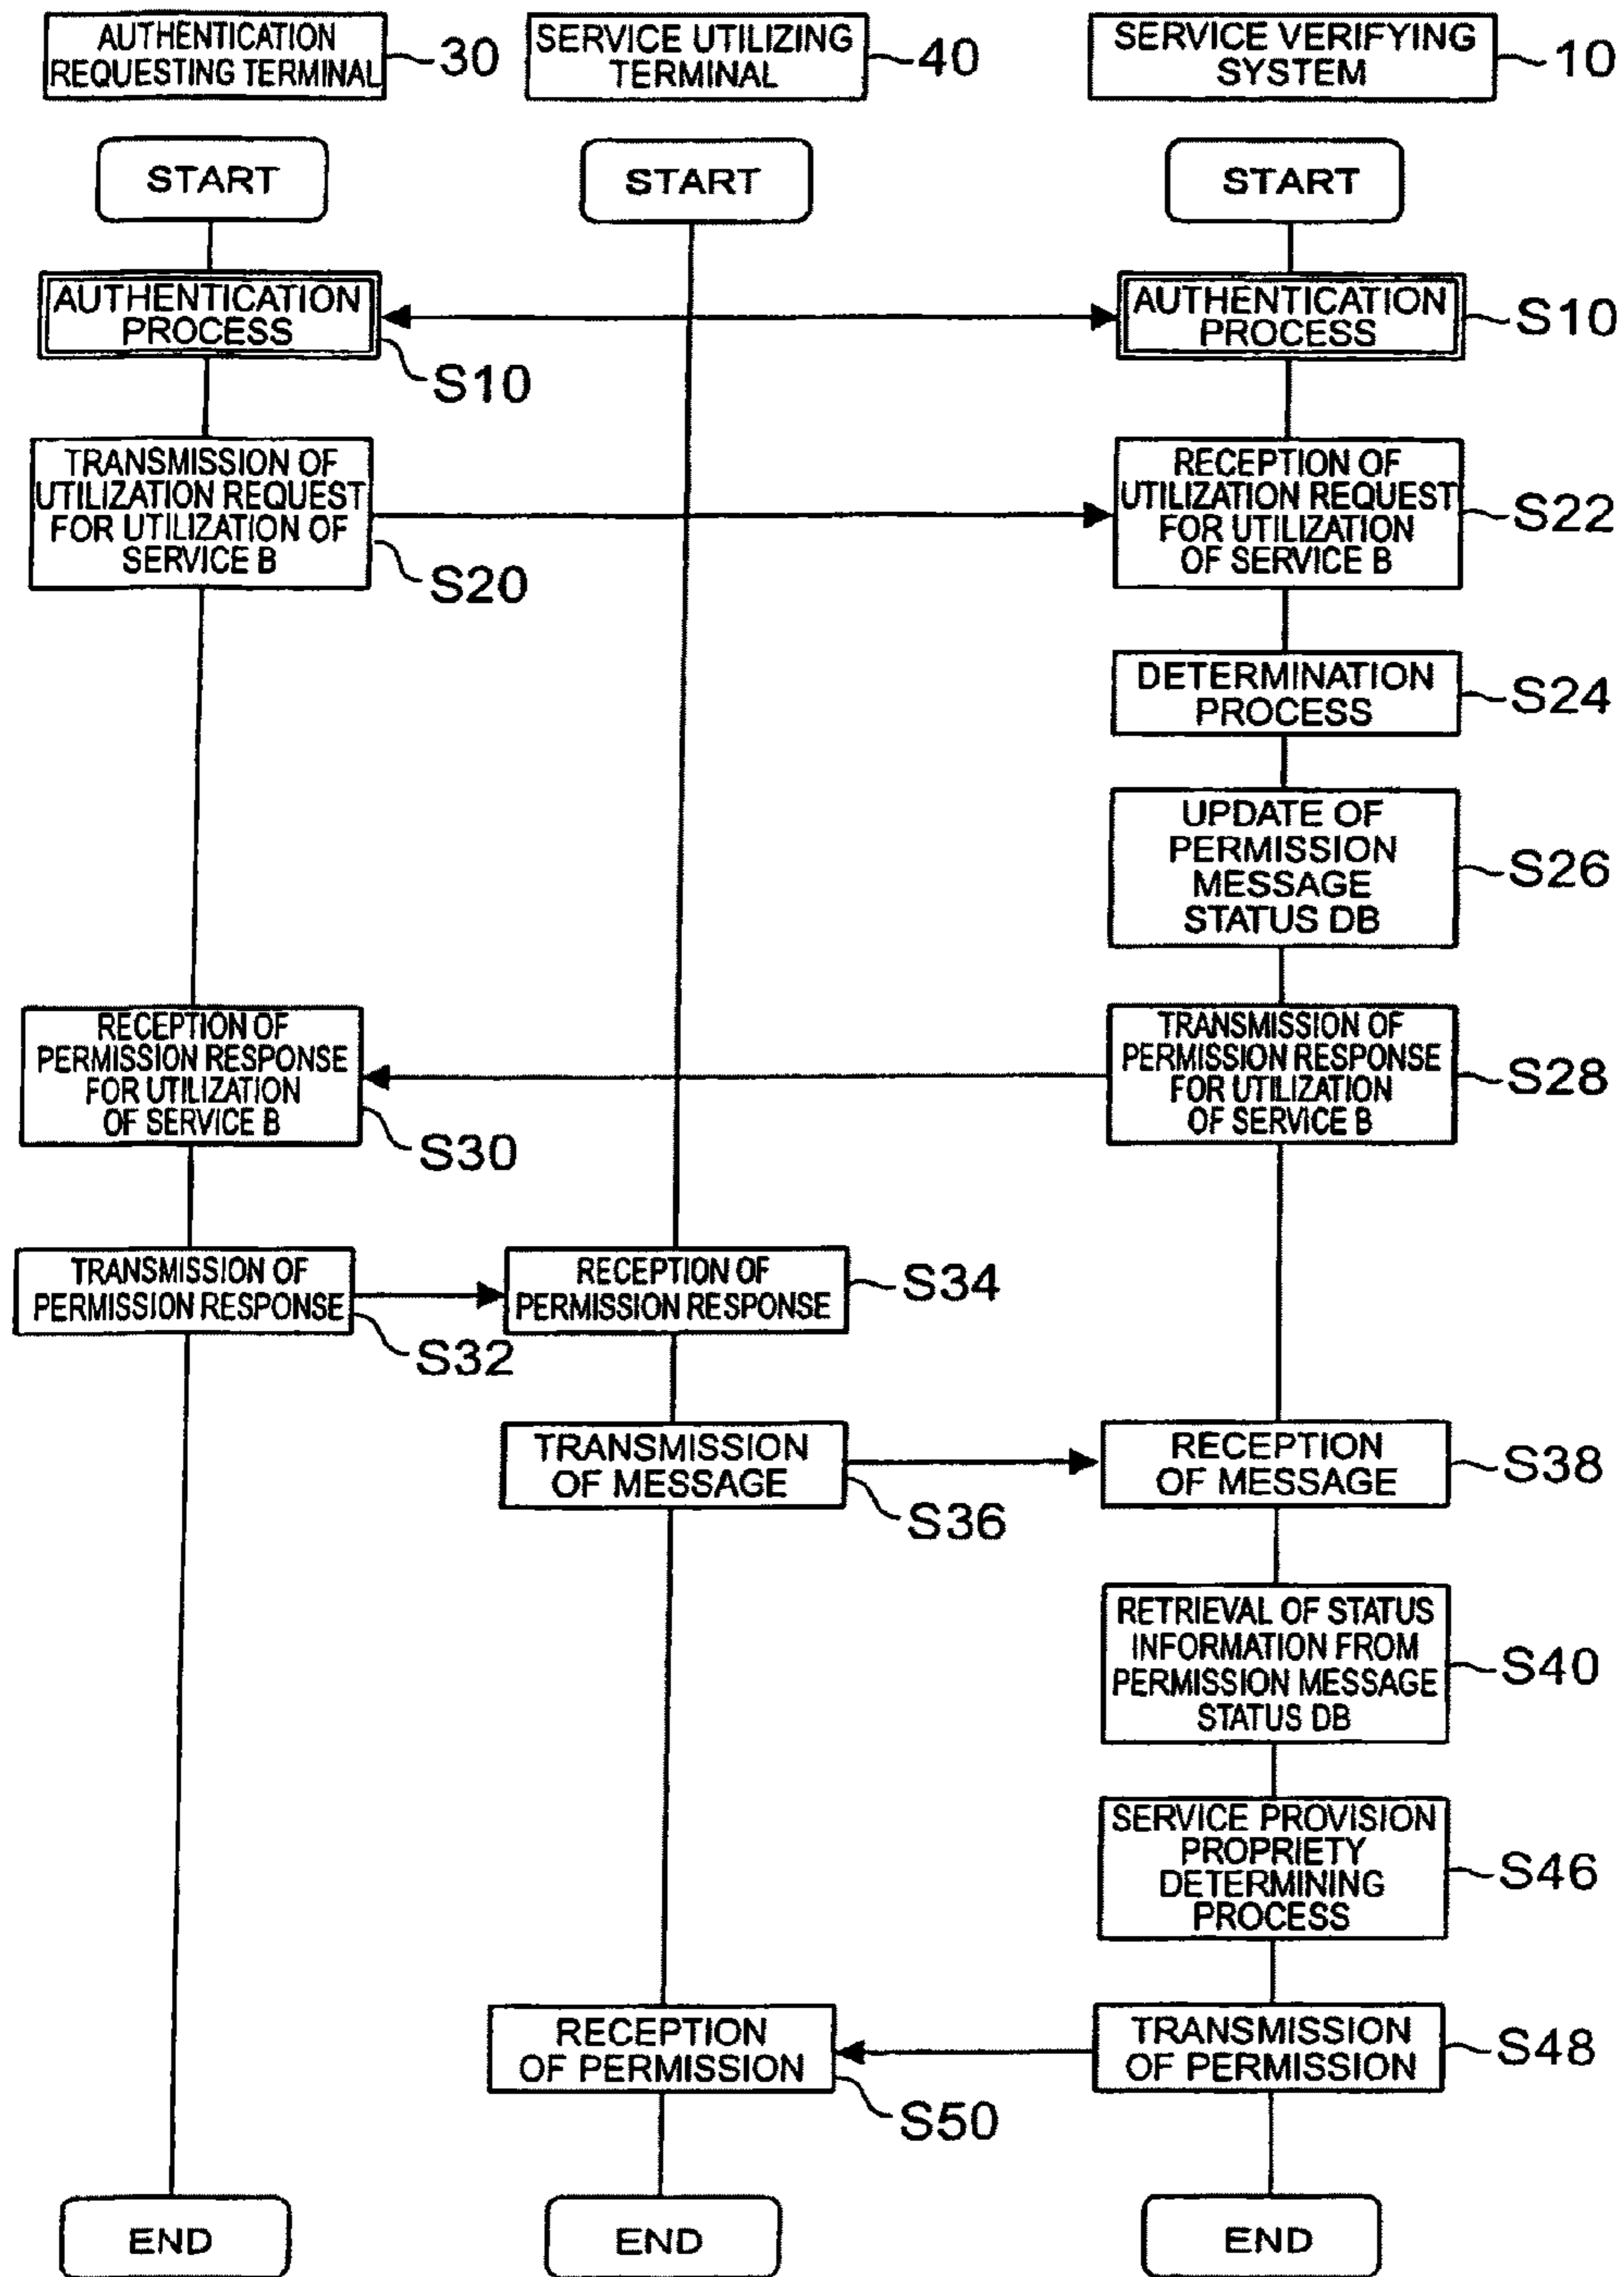 AUTHENTICATION
REQUESTING TERMINAL
30
SERVICE UTILIZING
TERMINAL
40
SERVICE VERIFYING
SYSTEM
10
START
START
START
AUTHENTICATION
PROCESS
S10
AUTHENTICATION
PROCESS
S10
TRANSMISSION OF
UTILIZATION REQUEST
FOR UTILIZATION OF
SERVICE B
S20
RECEPTION OF
UTILIZATION REQUEST
FOR UTILIZATION
OF SERVICE B
S22
DETERMINATION
PROCESS
S24
UPDATE OF
PERMISSION
MESSAGE
STATUS DB
S26
RECEPTION OF
PERMISSION RESPONSE
FOR UTILIZATION
OF SERVICE B
S30
TRANSMISSION OF
PERMISSION RESPONSE
FOR UTILIZATION
OF SERVICE B
S28
TRANSMISSION OF
PERMISSION RESPONSE
S32
RECEPTION OF
PERMISSION RESPONSE
S34
TRANSMISSION
OF MESSAGE
S36
RECEPTION
OF MESSAGE
S38
RETRIEVAL OF STATUS
INFORMATION FROM
PERMISSION MESSAGE
STATUS DB
S40
SERVICE PROVISION
PROPRIETY
DETERMINING
PROCESS
S46
RECEPTION
OF PERMISSION
S50
TRANSMISSION
OF PERMISSION
S48
END
END
END